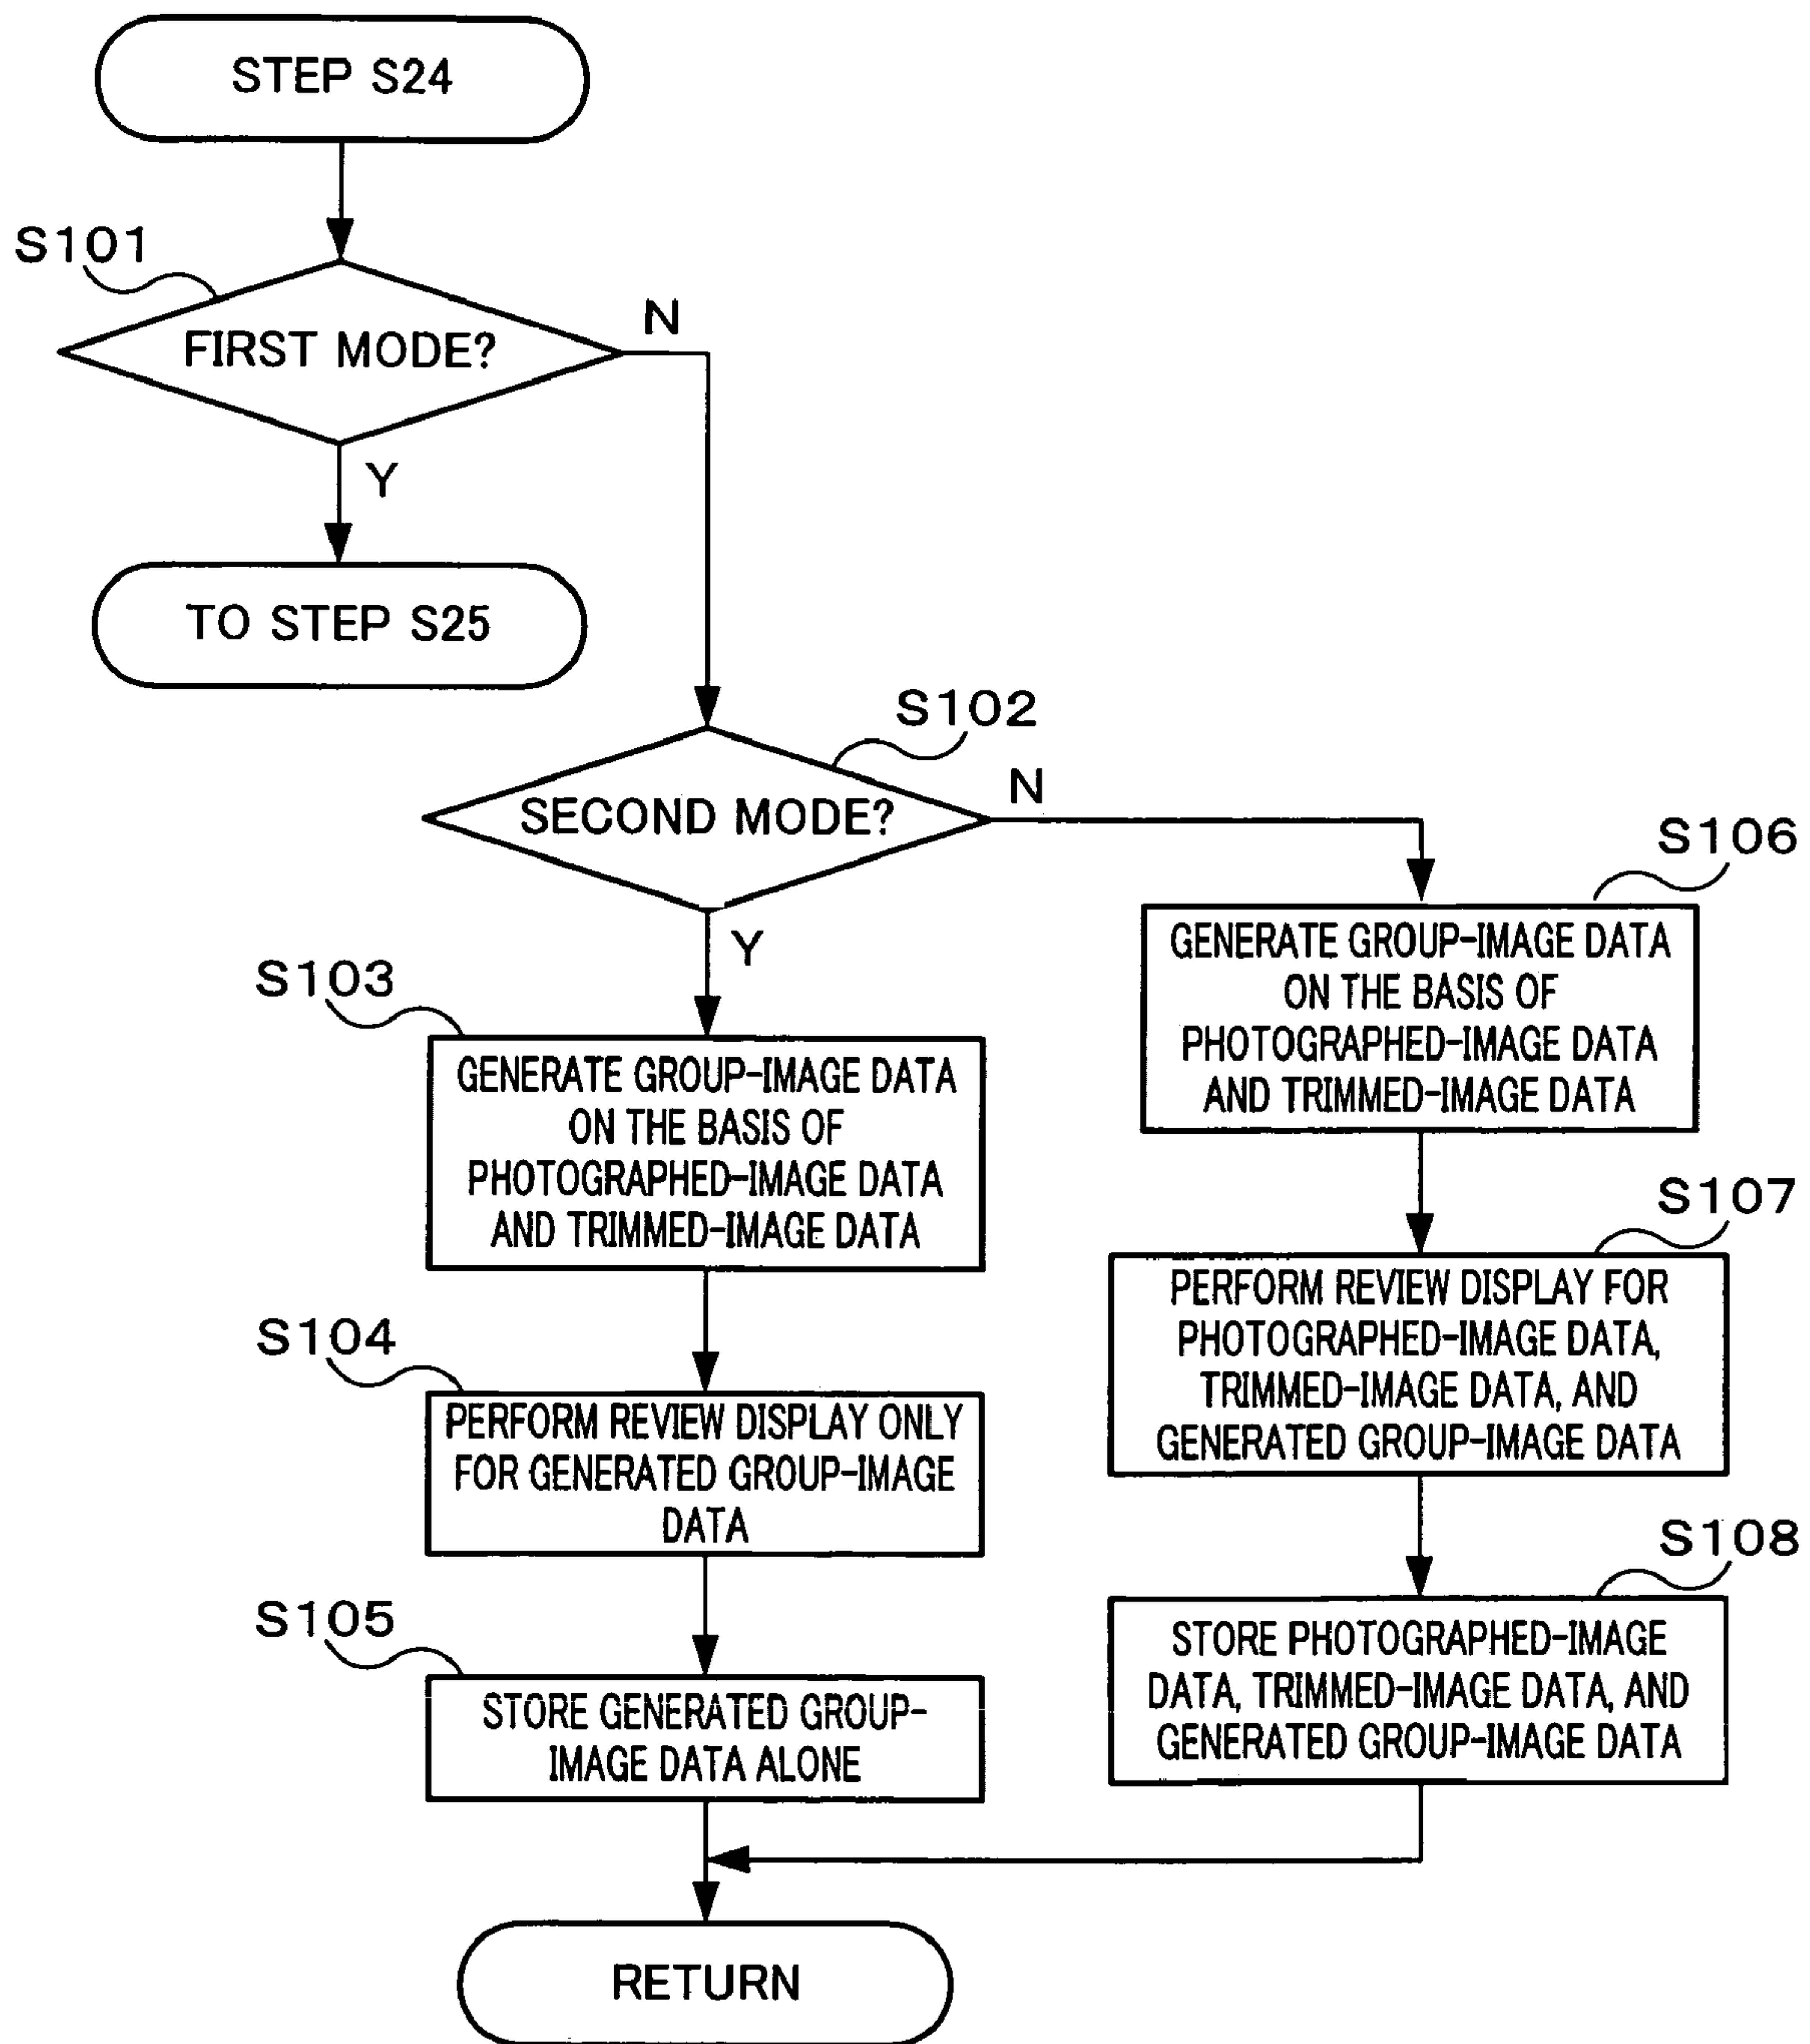 STEP S24
S101
FIRST MODE?
N
Y
TO STEP S25
S102
SECOND MODE?
N
Y
S103
GENERATE GROUP-IMAGE DATA
ON THE BASIS OF
PHOTOGRAPHED-IMAGE DATA
AND TRIMMED-IMAGE DATA
S104
PERFORM REVIEW DISPLAY ONLY
FOR GENERATED GROUP-IMAGE
DATA
S105
STORE GENERATED GROUP-
IMAGE DATA ALONE
S106
GENERATE GROUP-IMAGE DATA
ON THE BASIS OF
PHOTOGRAPHED-IMAGE DATA
AND TRIMMED-IMAGE DATA
S107
PERFORM REVIEW DISPLAY FOR
PHOTOGRAPHED-IMAGE DATA,
TRIMMED-IMAGE DATA, AND
GENERATED GROUP-IMAGE DATA
S108
STORE PHOTOGRAPHED-IMAGE
DATA, TRIMMED-IMAGE DATA, AND
GENERATED GROUP-IMAGE DATA
RETURN